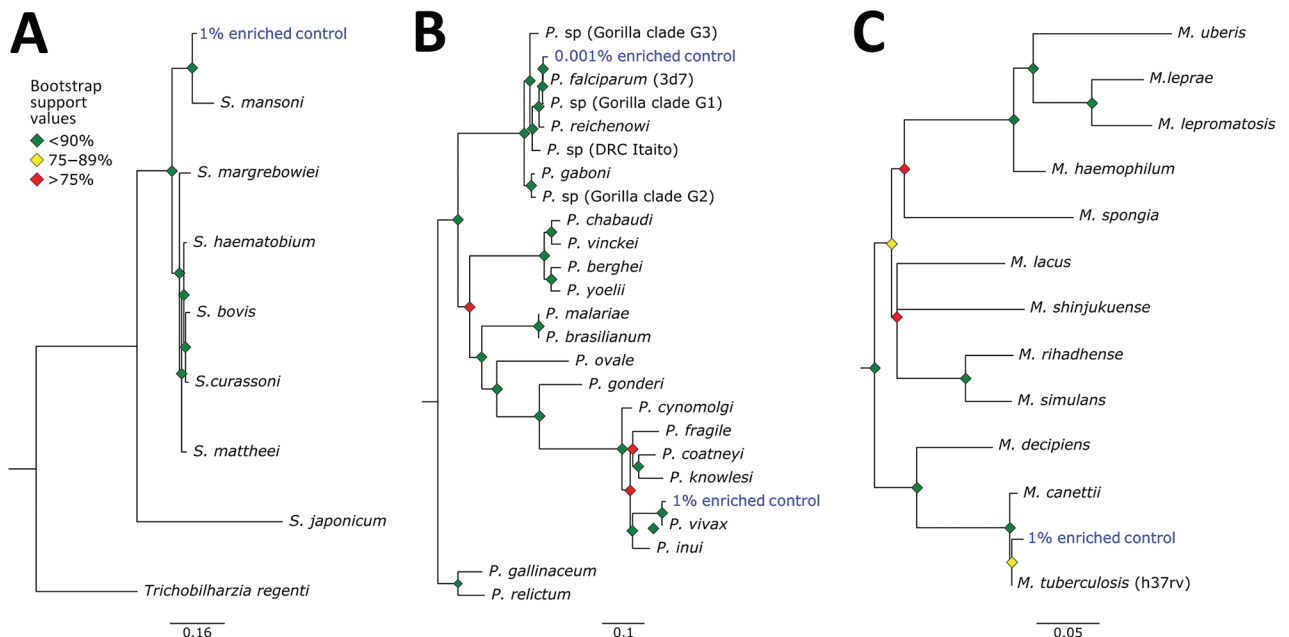 A
1% enriched control
Bootstrap
support
values
<90%
75–89%
>75%
S. mansoni
S. margrebowiei
S. haematobium
S. bovis
S.curassoni
S. mattheei
S. japonicum
Trichobilharzia regenti
0.16
B
P. sp (Gorilla clade G3)
0.001% enriched control
P. falciparum (3d7)
P. sp (Gorilla clade G1)
P. reichenowi
P. sp (DRC Itaito)
P. gaboni
P. sp (Gorilla clade G2)
P. chabaudi
P. vinckei
P. berghei
P. yoelii
P. malariae
P. brasilianum
P. ovale
P. gonderi
P. cynomolgi
P. fragile
P. coatneyi
P. knowlesi
1% enriched control
P. vivax
P. inui
P. gallinaceum
P. relictum
0.1
C
M. uberis
M.leprae
M. lepromatosis
M. haemophilum
M. spongia
M. lacus
M. shinjukuense
M. rihadhense
M. simulans
M. decipiens
M. canettii
1% enriched control
M. tuberculosis (h37rv)
0.05